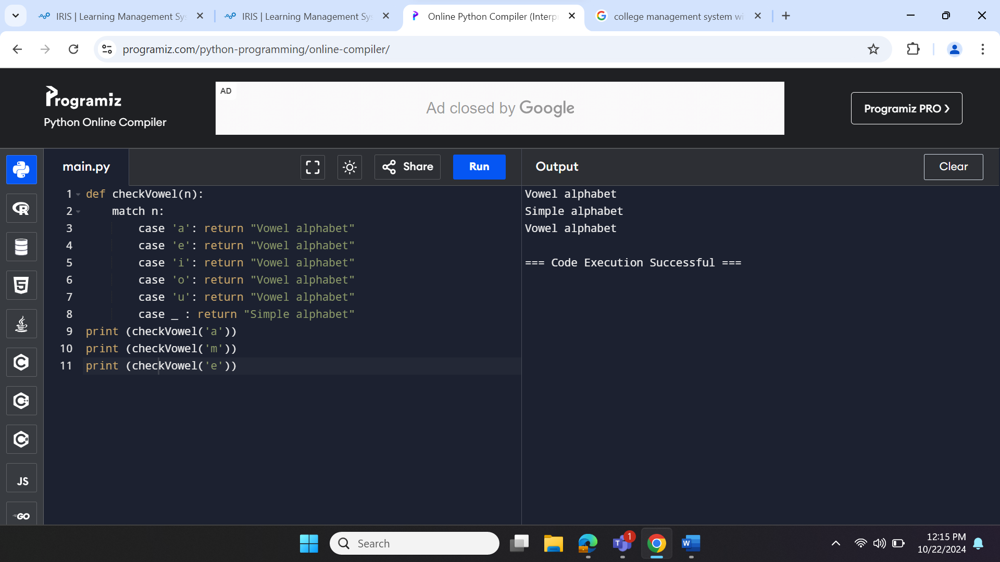 IRIS | Learning Management Sys
IRIS | Learning Management Sys
Online Python Compiler (Interp
college management system wi
programiz.com/python-programming/online-compiler/
Programiz
Python Online Compiler
AD
Ad closed by Google
Programiz PRO ❯
main.py
Share
Run
Output
Clear
1 def checkVowel(n):
2     match n:
3         case 'a': return "Vowel alphabet"
4         case 'e': return "Vowel alphabet"
5         case 'i': return "Vowel alphabet"
6         case 'o': return "Vowel alphabet"
7         case 'u': return "Vowel alphabet"
8         case _ : return "Simple alphabet"
9 print (checkVowel('a'))
10 print (checkVowel('m'))
11 print (checkVowel('e'))
Vowel alphabet
Simple alphabet
Vowel alphabet
=== Code Execution Successful ===
R
5
C
C++
C#
JS
GO
Search
T
1
W
12:15 PM
10/22/2024